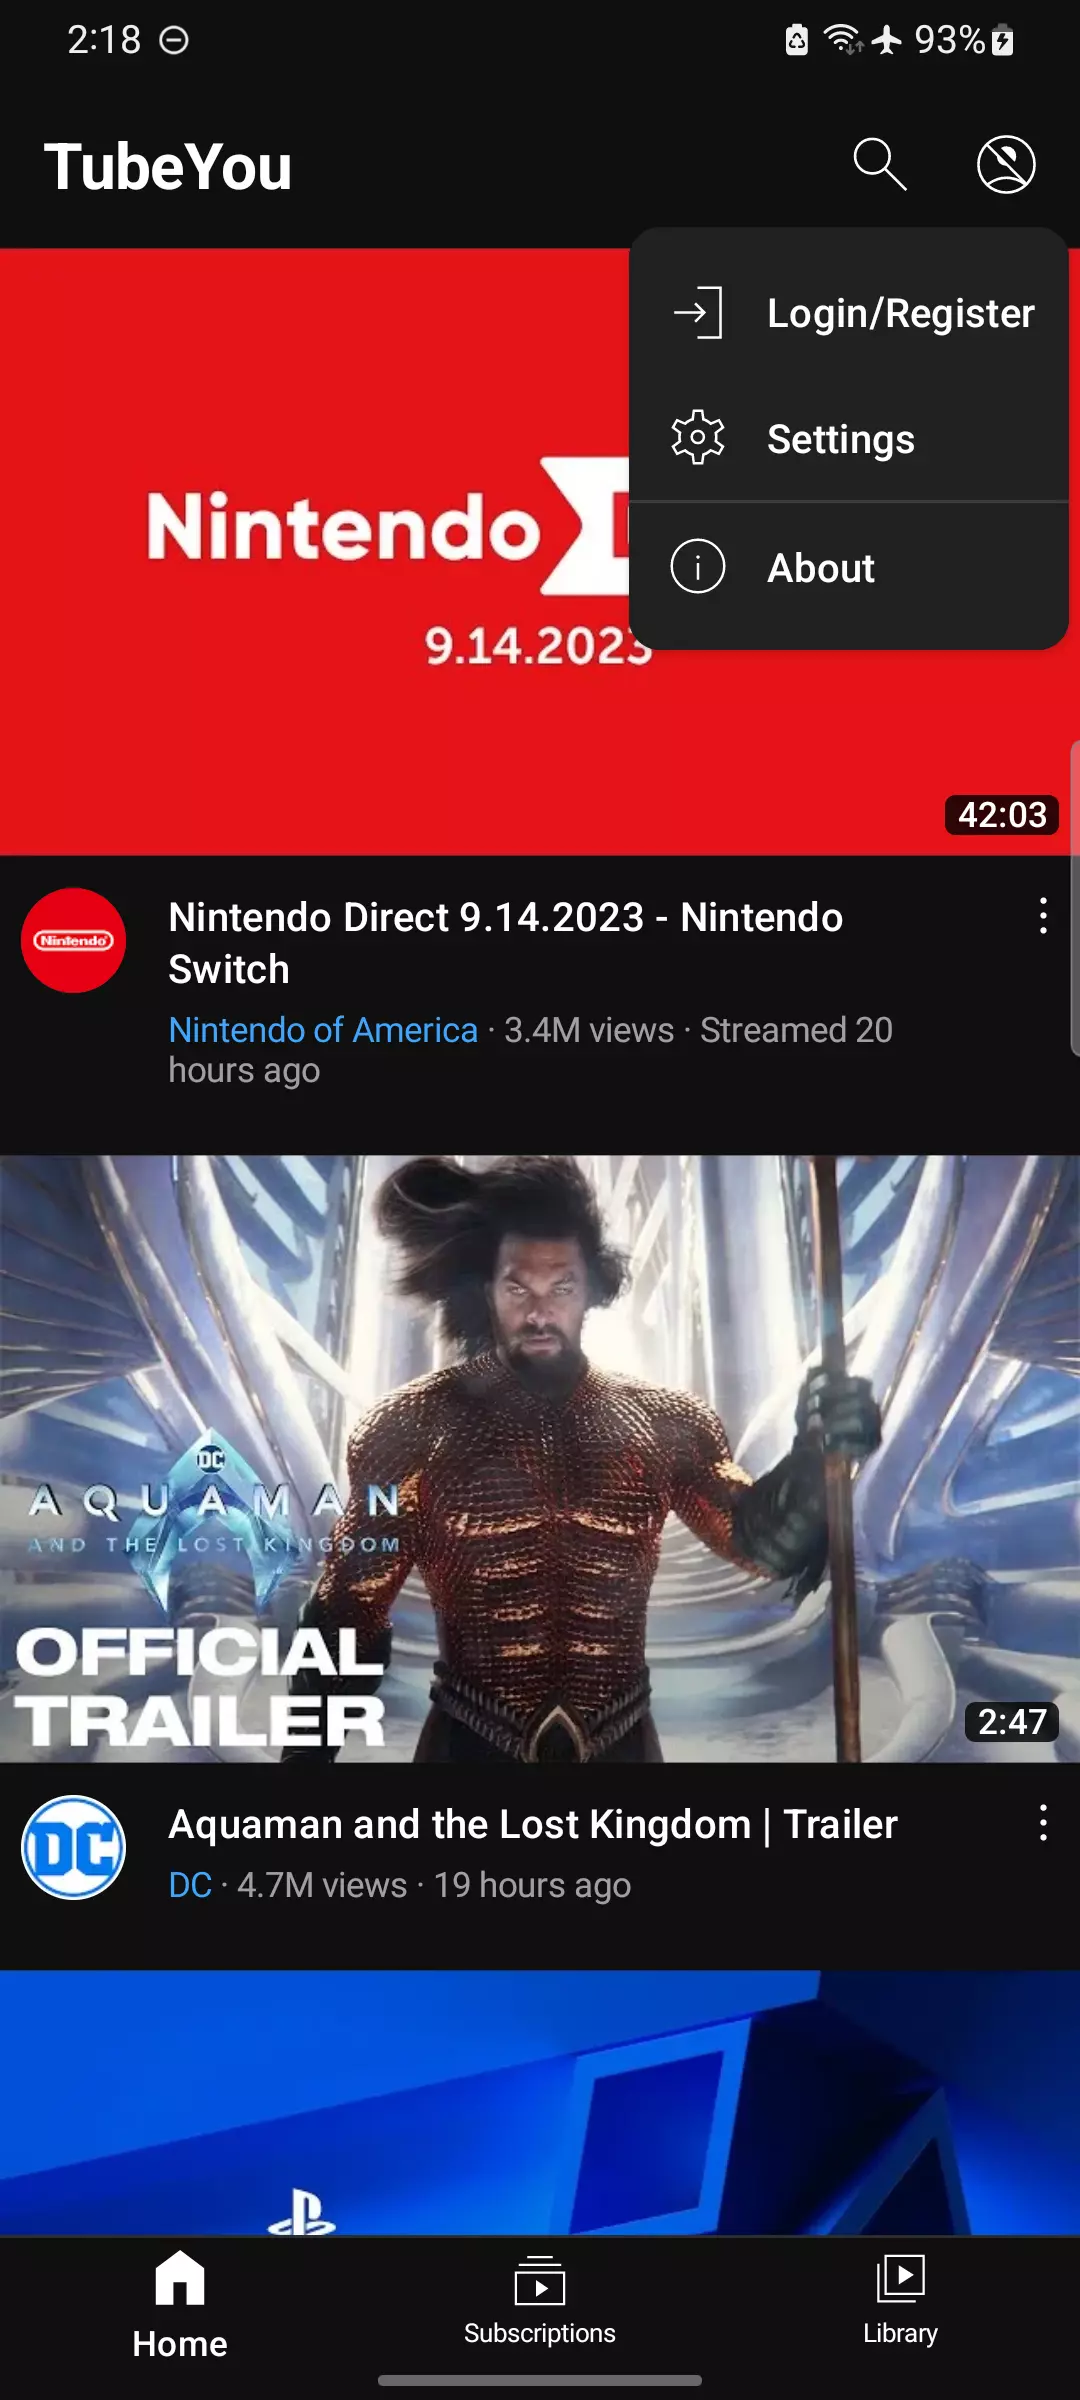 2:18
93%
TubeYou
Login/Register
Settings
About
Nintendo
9.14.2023
42:03
Nintendo
Nintendo Direct 9.14.2023 - Nintendo
Switch
Nintendo of America · 3.4M views · Streamed 20
hours ago
DC
AQUAMAN
AND THE LOST KINGDOM
OFFICIAL
TRAILER
2:47
DC
Aquaman and the Lost Kingdom | Trailer
DC · 4.7M views · 19 hours ago
Home
Subscriptions
Library